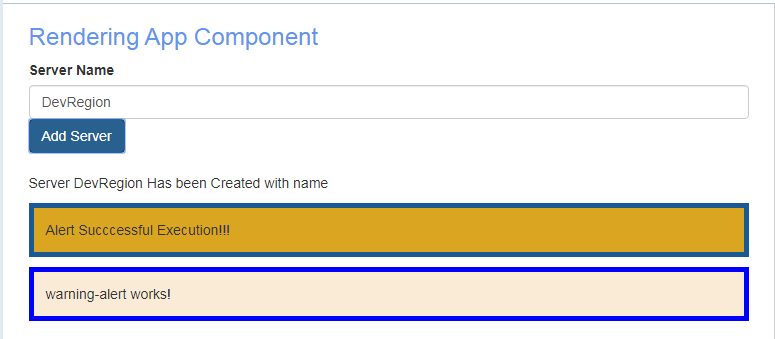 Rendering App Component
Server Name
DevRegion
Add Server
Server DevRegion Has been Created with name
Alert Succcessful Execution!!!
warning-alert works!